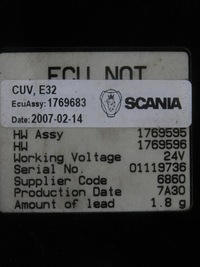 ECU NOT
CUV, E32
EcuAssy: 1769683
SCANIA
Date: 2007-02-14
HW Assy 1769595
HW 1769596
Working Voltage 24V
Serial No. 01119736
Supplier Code 6860
Production Date 7A30
Amount of lead 1.8 g